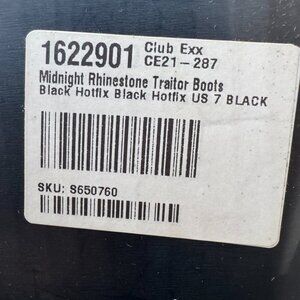 1622901 Club Exx
CE21-287
Midnight Rhinestone Traitor Boots
Black Hotfix Black Hotfix US 7 BLACK
SKU: S650760